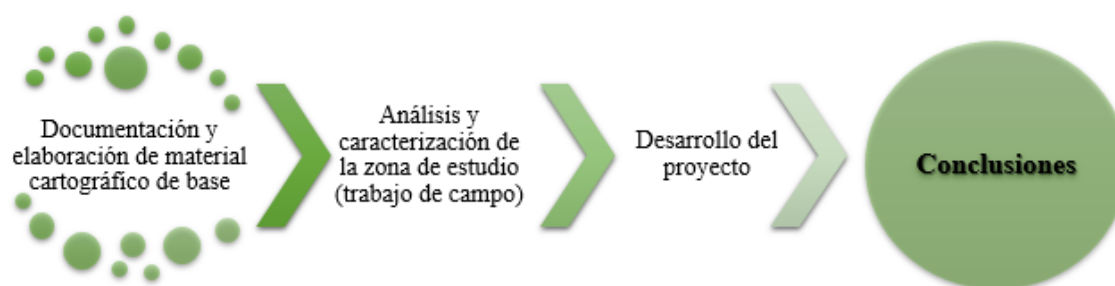 Documentación y
elaboración de material
cartográfico de base
Análisis y
caracterización de
la zona de estudio
(trabajo de campo)
Desarrollo del
proyecto
Conclusiones